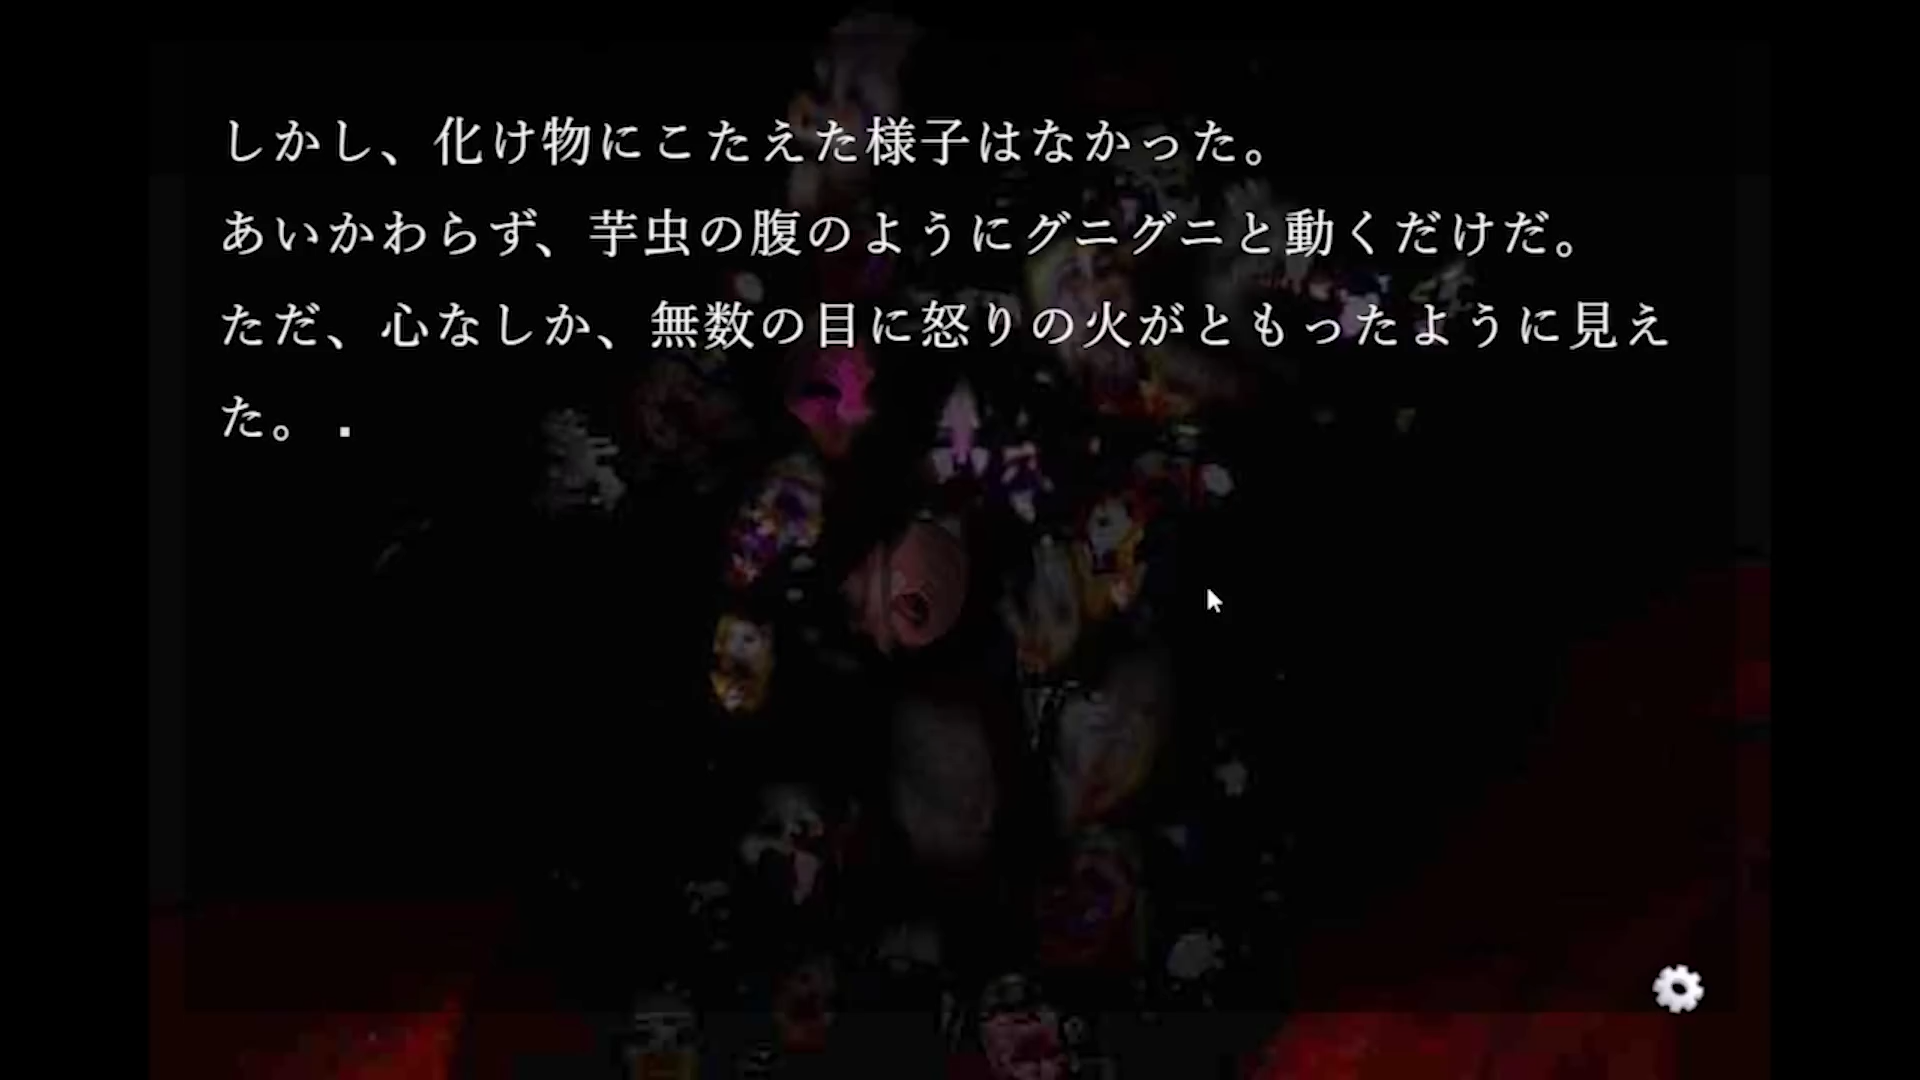 しかし、化け物にこたえた様子はなかった。
あいかわらず、芋虫の腹のようにグニグニと動くだけだ。
ただ、心なしか、無数の目に怒りの火がともったように見え
た。 .